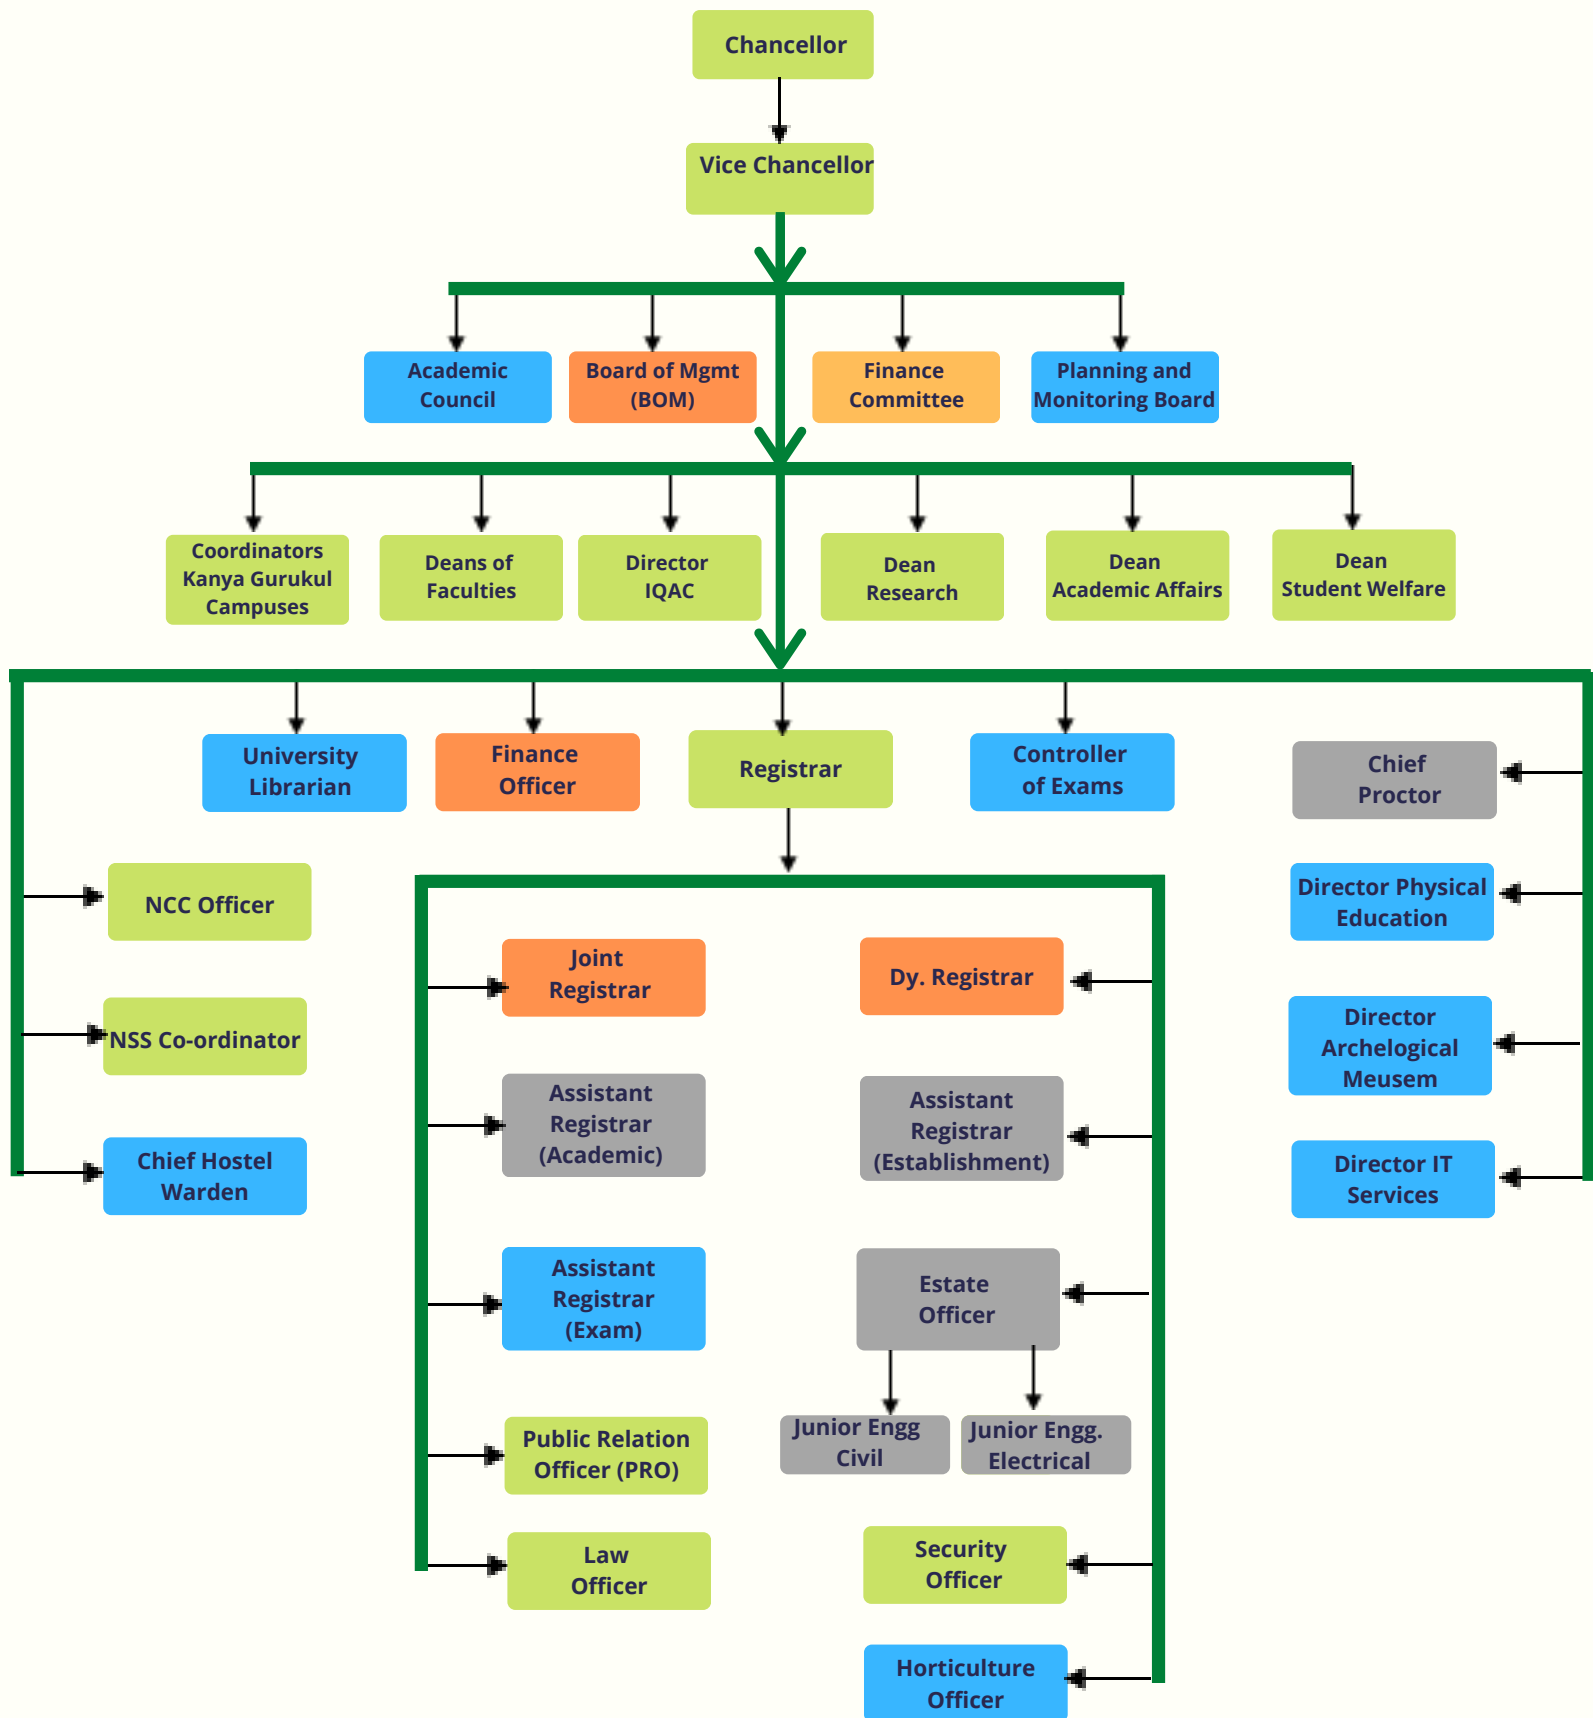 Chancellor
Vice Chancellor
Academic
Council
Board of Mgmt
(BOM)
Finance
Committee
Planning and
Monitoring Board
Coordinators
Kanya Gurukul
Campuses
Deans of
Faculties
Director
IQAC
Dean
Research
Dean
Academic Affairs
Dean
Student Welfare
University
Librarian
Finance
Officer
Registrar
Controller
of Exams
Chief
Proctor
NCC Officer
Director Physical
Education
Joint
Registrar
Dy. Registrar
NSS Co-ordinator
Director
Archelogical
Meusem
Assistant
Registrar
(Academic)
Assistant
Registrar
(Establishment)
Chief Hostel
Warden
Director IT
Services
Assistant
Registrar
(Exam)
Estate
Officer
Public Relation
Officer (PRO)
Junior Engg
Civil
Junior Engg.
Electrical
Law
Officer
Security
Officer
Horticulture
Officer